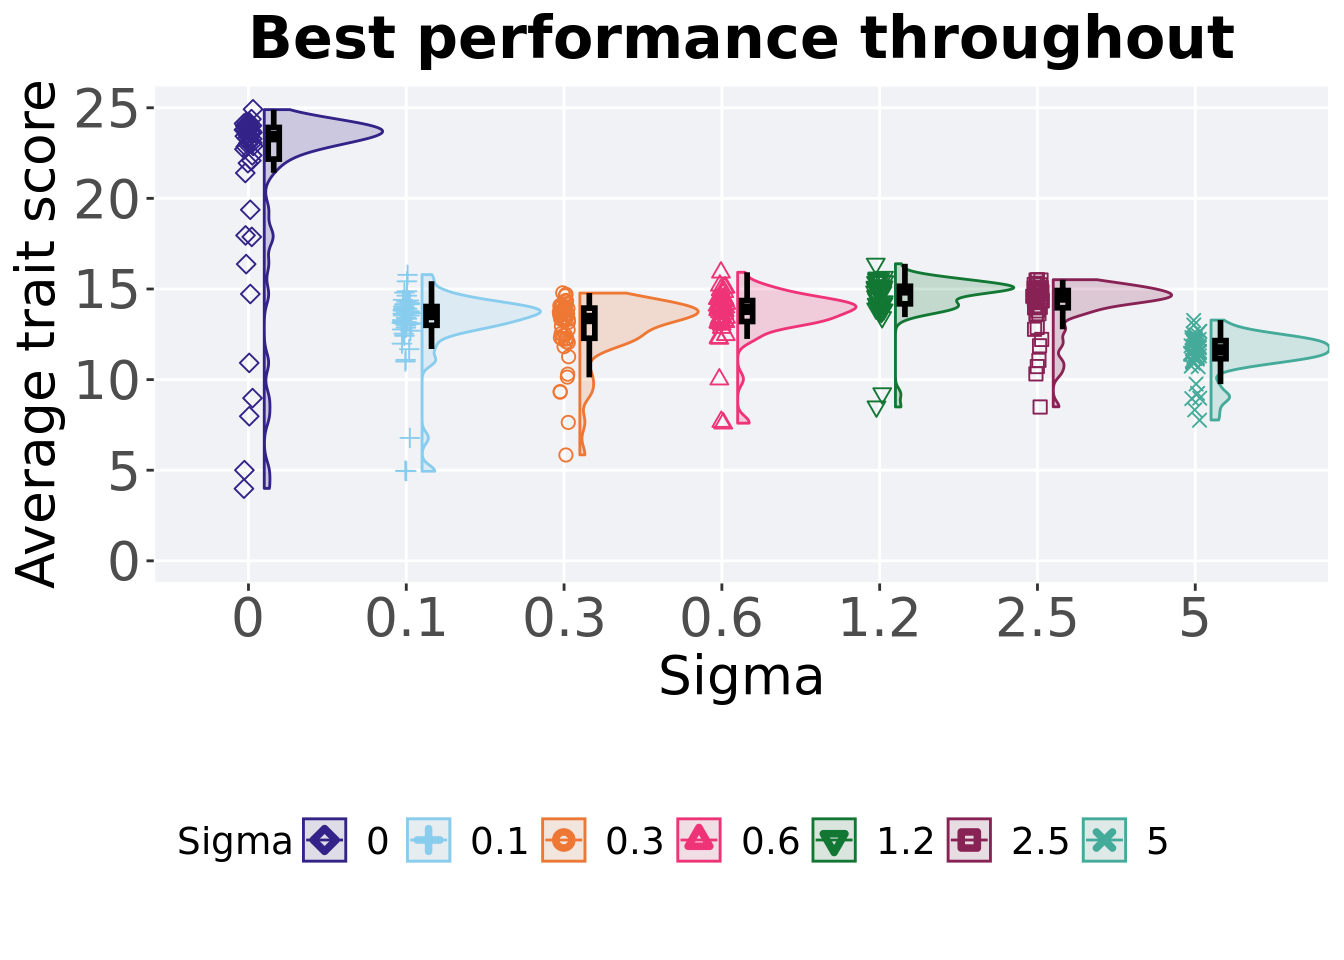 Best performance throughout
Average trait score
25
20
15
10
5
0
0 0.1 0.3 0.6 1.2 2.5 5
Sigma
Sigma 0 0.1 0.3 0.6 1.2 2.5 5